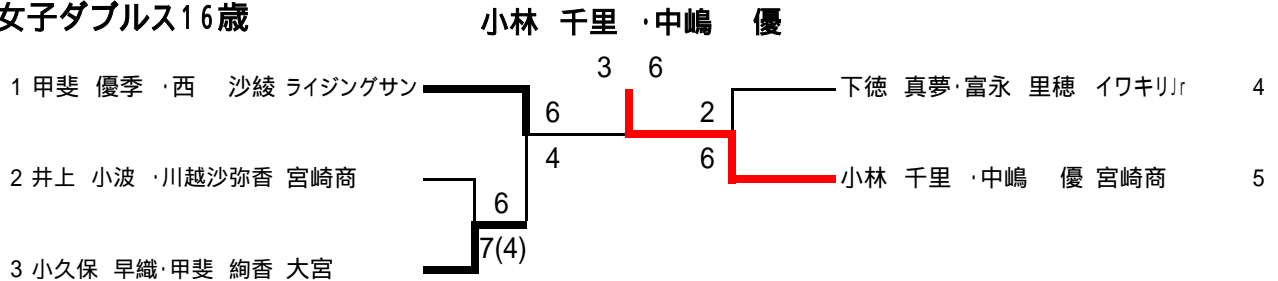 女子ダブルス16歳
小林 千里 ・中嶋 優
3 6
1 甲斐 優季 ・西 沙綾 ライジングサン
下徳 真夢・富永 里穂 イワキリJr 4
6
2
4
6
2 井上 小波 ・川越沙弥香 宮崎商
小林 千里 ・中嶋 優 宮崎商 5
6
7(4)
3 小久保 早織・甲斐 絢香 大宮